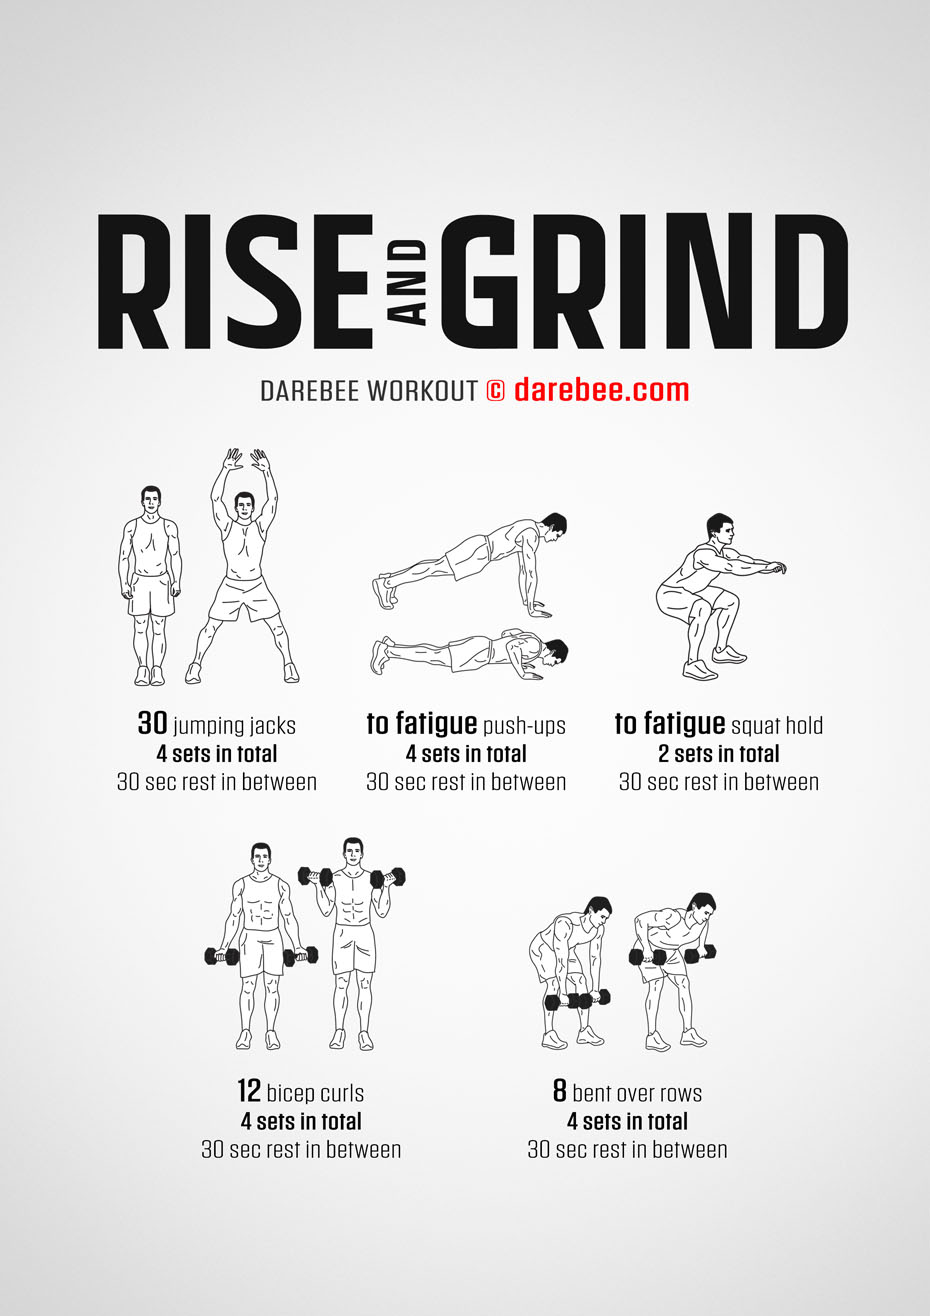 RISE AND GRIND
DAREBEE WORKOUT © darebee.com
30 jumping jacks
4 sets in total
30 sec rest in between
to fatigue push-ups
4 sets in total
30 sec rest in between
to fatigue squat hold
2 sets in total
30 sec rest in between
12 bicep curls
4 sets in total
30 sec rest in between
8 bent over rows
4 sets in total
30 sec rest in between